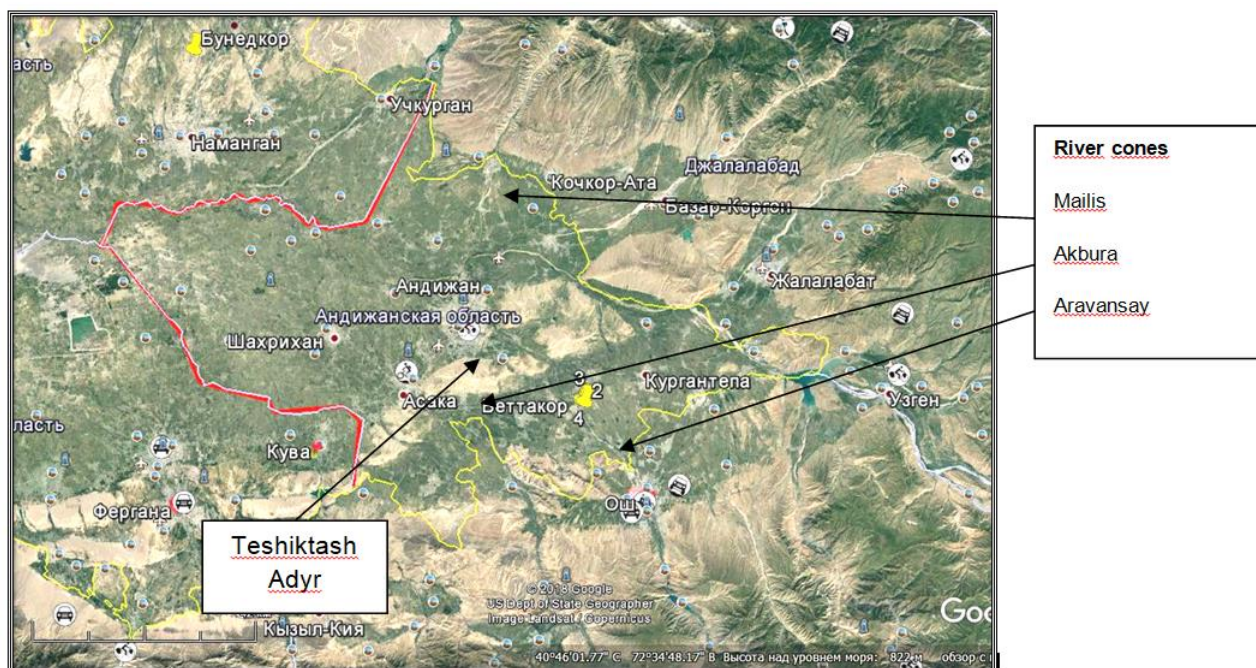 Бунедкор
асть
Учкурган
Наманган
Кочкор-Ата
Джалалабад
Базар-Коргон
Андижан
Жалалабат
Андижанская область
Шахрихан
3
2
4
Кургантепа
Асака
Беттакор
Узген
ласть
Кува
Ош
Фергана
Teshiktash
Adyr
Кызыл-Кия
© 2018 Google
US Dept of State Geographer
Image Landsat / Copernicus
Goo
40°46'01.77" С 72°34'48.17" В Высота над уровнем моря: 822 м обзор с
River cones
Mailis
Akbura
Aravansay